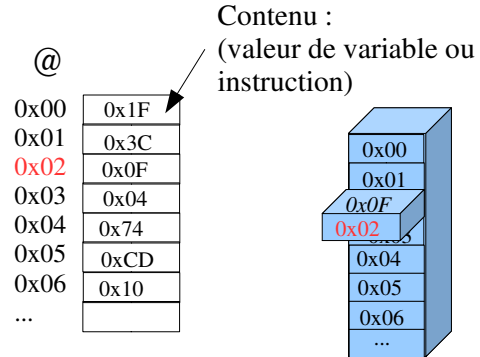 Contenu :
(valeur de variable ou
instruction)
@
0x00 0x1F
0x01 0x3C
0x02 0x0F
0x03 0x04
0x04 0x74
0x05 0xCD
0x06 0x10
...
0x00
0x01
0x0F
0x02
0x03
0x04
0x05
0x06
...